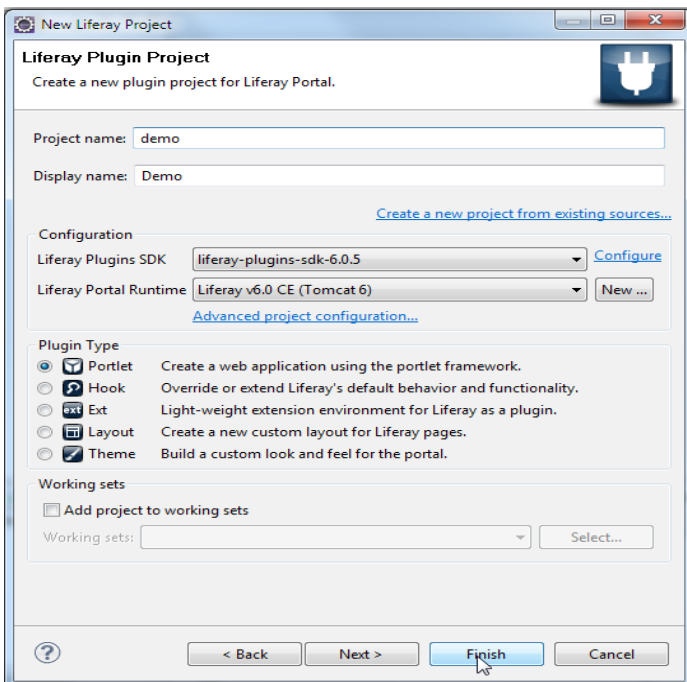 New Liferay Project
Liferay Plugin Project
Create a new plugin project for Liferay Portal.
Project name: demo
Display name: Demo
Create a new project from existing sources...
Configuration
Liferay Plugins SDK liferay-plugins-sdk-6.0.5 Configure
Liferay Portal Runtime Liferay v6.0 CE (Tomcat 6) New ...
Advanced project configuration...
Plugin Type
Portlet Create a web application using the portlet framework.
Hook Override or extend Liferay's default behavior and functionality.
ext Ext Light-weight extension environment for Liferay as a plugin.
Layout Create a new custom layout for Liferay pages.
Theme Build a custom look and feel for the portal.
Working sets
Add project to working sets
Working sets: Select...
? < Back Next > Finish Cancel